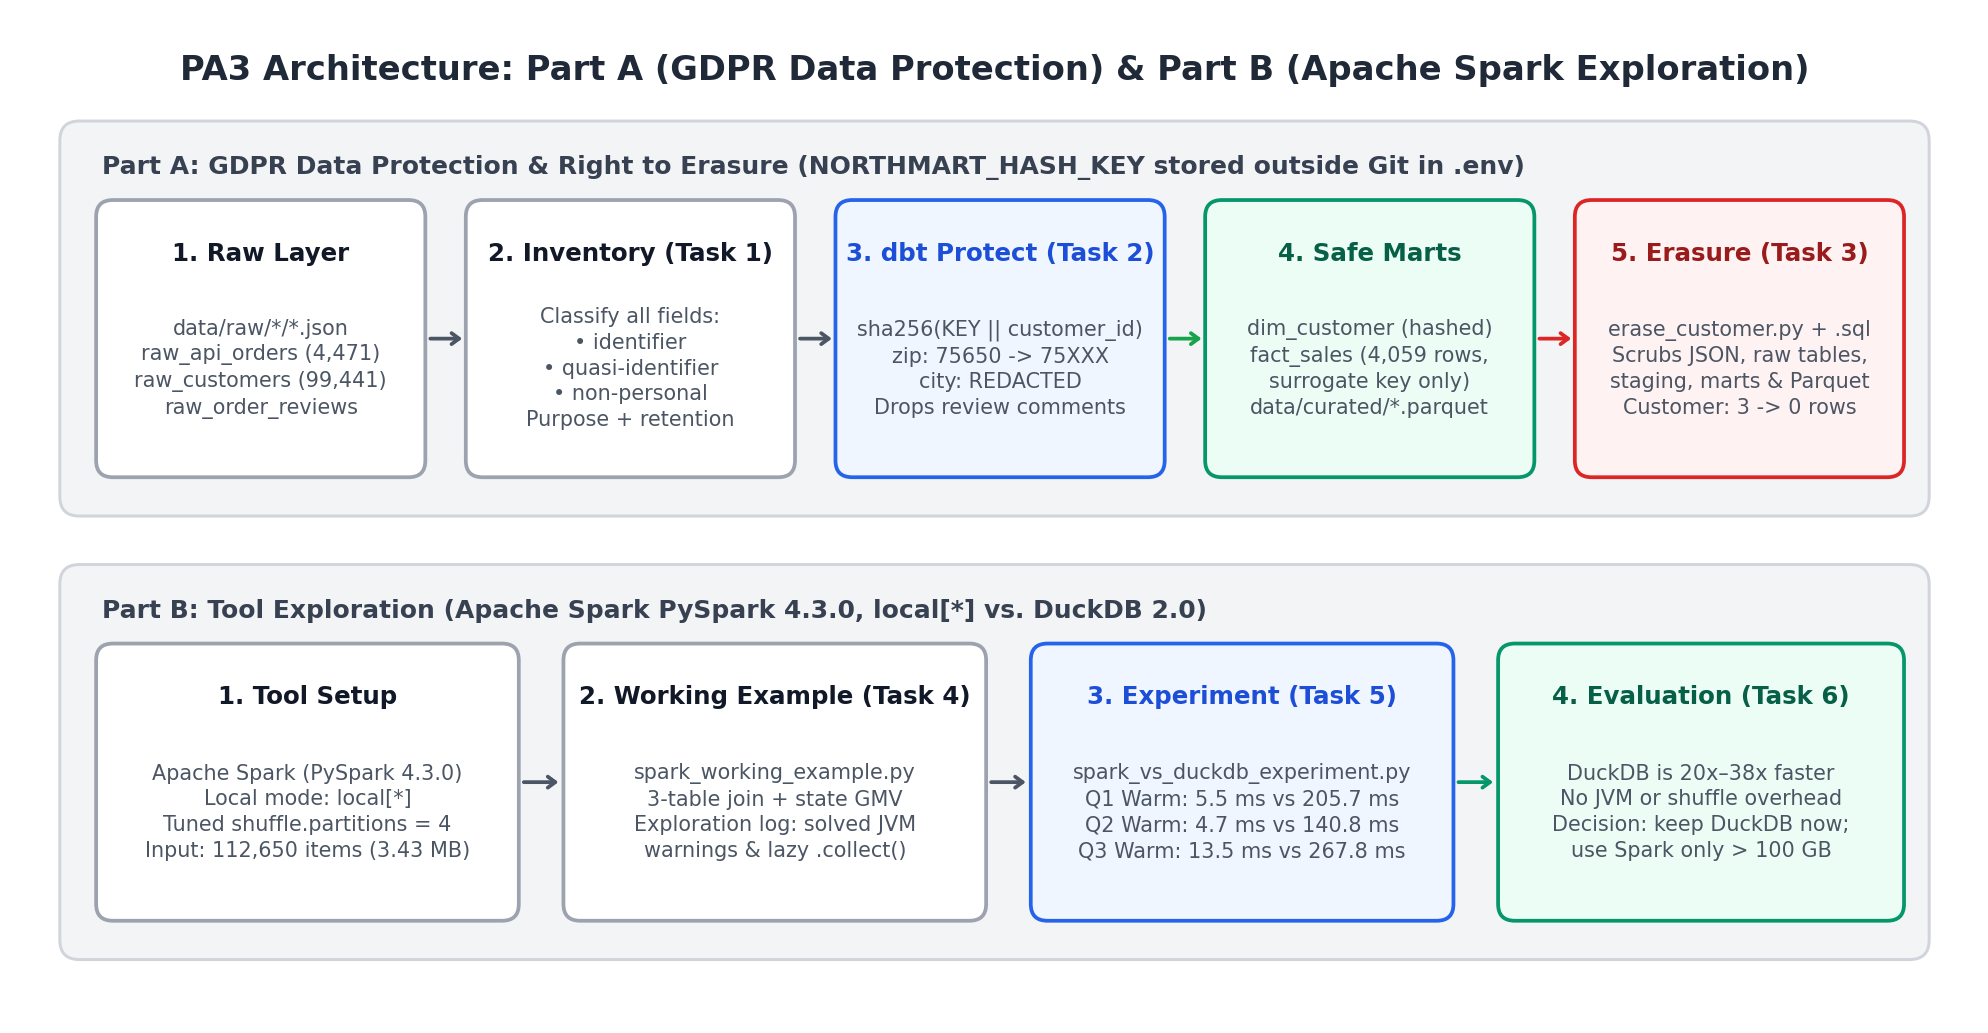 PA3 Architecture: Part A (GDPR Data Protection) & Part B (Apache Spark Exploration)
Part A: GDPR Data Protection & Right to Erasure (NORTHMART_HASH_KEY stored outside Git in .env)
1. Raw Layer
data/raw/*/*.json
raw_api_orders (4,471)
raw_customers (99,441)
raw_order_reviews
2. Inventory (Task 1)
Classify all fields:
• identifier
• quasi-identifier
• non-personal
Purpose + retention
3. dbt Protect (Task 2)
sha256(KEY || customer_id)
zip: 75650 -> 75XXX
city: REDACTED
Drops review comments
4. Safe Marts
dim_customer (hashed)
fact_sales (4,059 rows,
surrogate key only)
data/curated/*.parquet
5. Erasure (Task 3)
erase_customer.py + .sql
Scrubs JSON, raw tables,
staging, marts & Parquet
Customer: 3 -> 0 rows
Part B: Tool Exploration (Apache Spark PySpark 4.3.0, local[*] vs. DuckDB 2.0)
1. Tool Setup
Apache Spark (PySpark 4.3.0)
Local mode: local[*]
Tuned shuffle.partitions = 4
Input: 112,650 items (3.43 MB)
2. Working Example (Task 4)
spark_working_example.py
3-table join + state GMV
Exploration log: solved JVM
warnings & lazy .collect()
3. Experiment (Task 5)
spark_vs_duckdb_experiment.py
Q1 Warm: 5.5 ms vs 205.7 ms
Q2 Warm: 4.7 ms vs 140.8 ms
Q3 Warm: 13.5 ms vs 267.8 ms
4. Evaluation (Task 6)
DuckDB is 20x–38x faster
No JVM or shuffle overhead
Decision: keep DuckDB now;
use Spark only > 100 GB